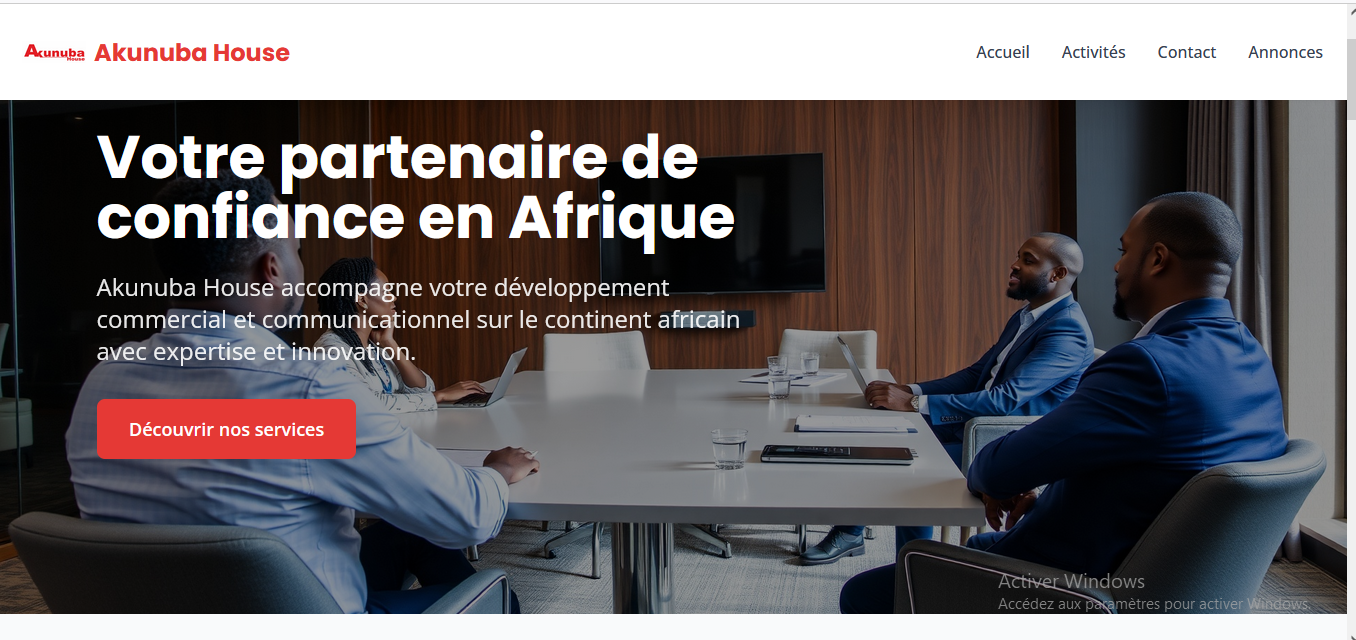 Akunuba
House
Akunuba House
Accueil Activités Contact Annonces
Votre partenaire de
confiance en Afrique
Akunuba House accompagne votre développement
commercial et communicationnel sur le continent africain
avec expertise et innovation.
Découvrir nos services
Activer Windows
Accédez aux paramètres pour activer Windows.